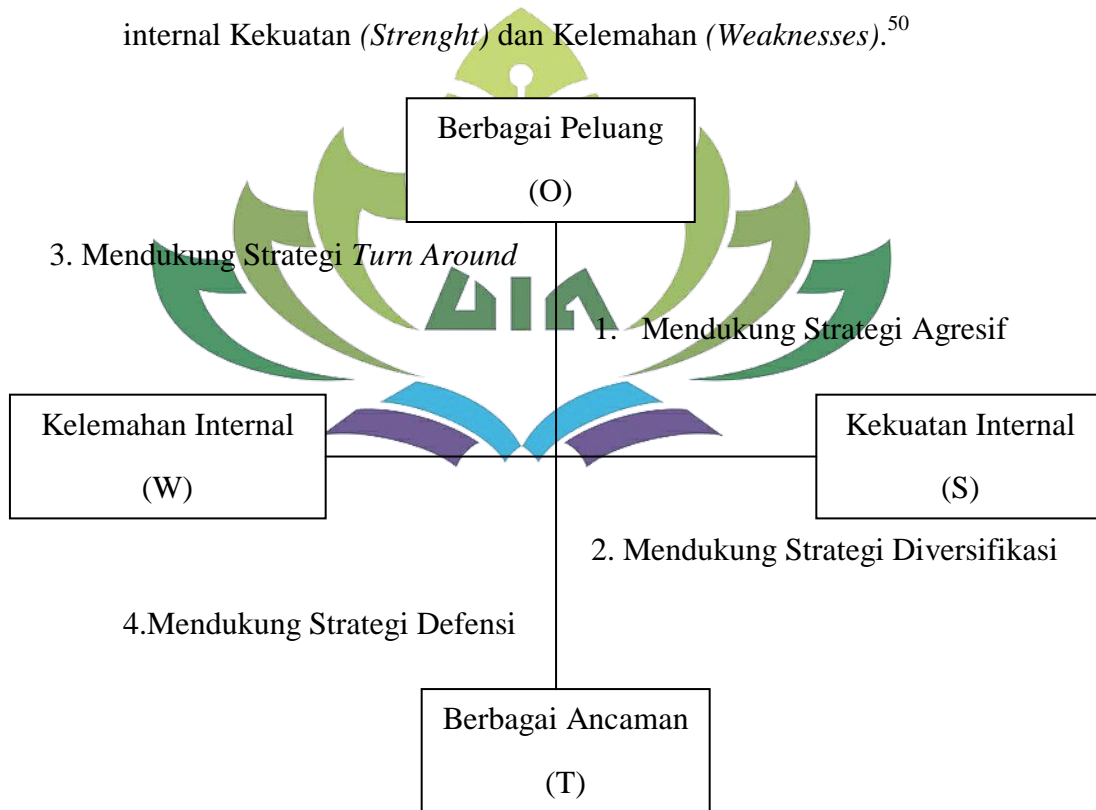 internal Kekuatan (Strenght) dan Kelemahan (Weaknesses).50
Berbagai Peluang
(O)
3. Mendukung Strategi Turn Around
UIN
1. Mendukung Strategi Agresif
Kelemahan Internal
(W)
Kekuatan Internal
(S)
2. Mendukung Strategi Diversifikasi
4.Mendukung Strategi Defensi
Berbagai Ancaman
(T)